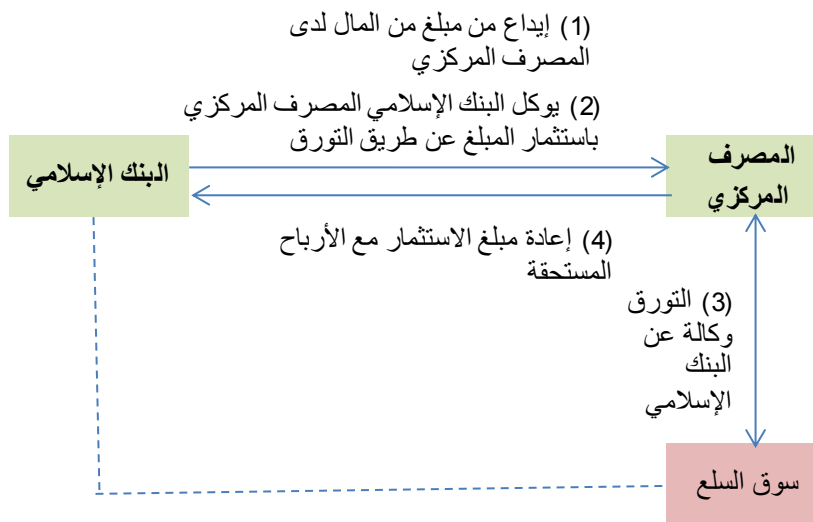 (1) إيداع من مبلغ من المال لدى
المصرف المركزي
(2) يوكل البنك الإسلامي المصرف المركزي
باستثمار المبلغ عن طريق التورق
المصرف
المركزي
البنك الإسلامي
(4) إعادة مبلغ الاستثمار مع الأرباح
المستحقة
(3) التورق
وكالة عن
البنك
الإسلامي
سوق السلع